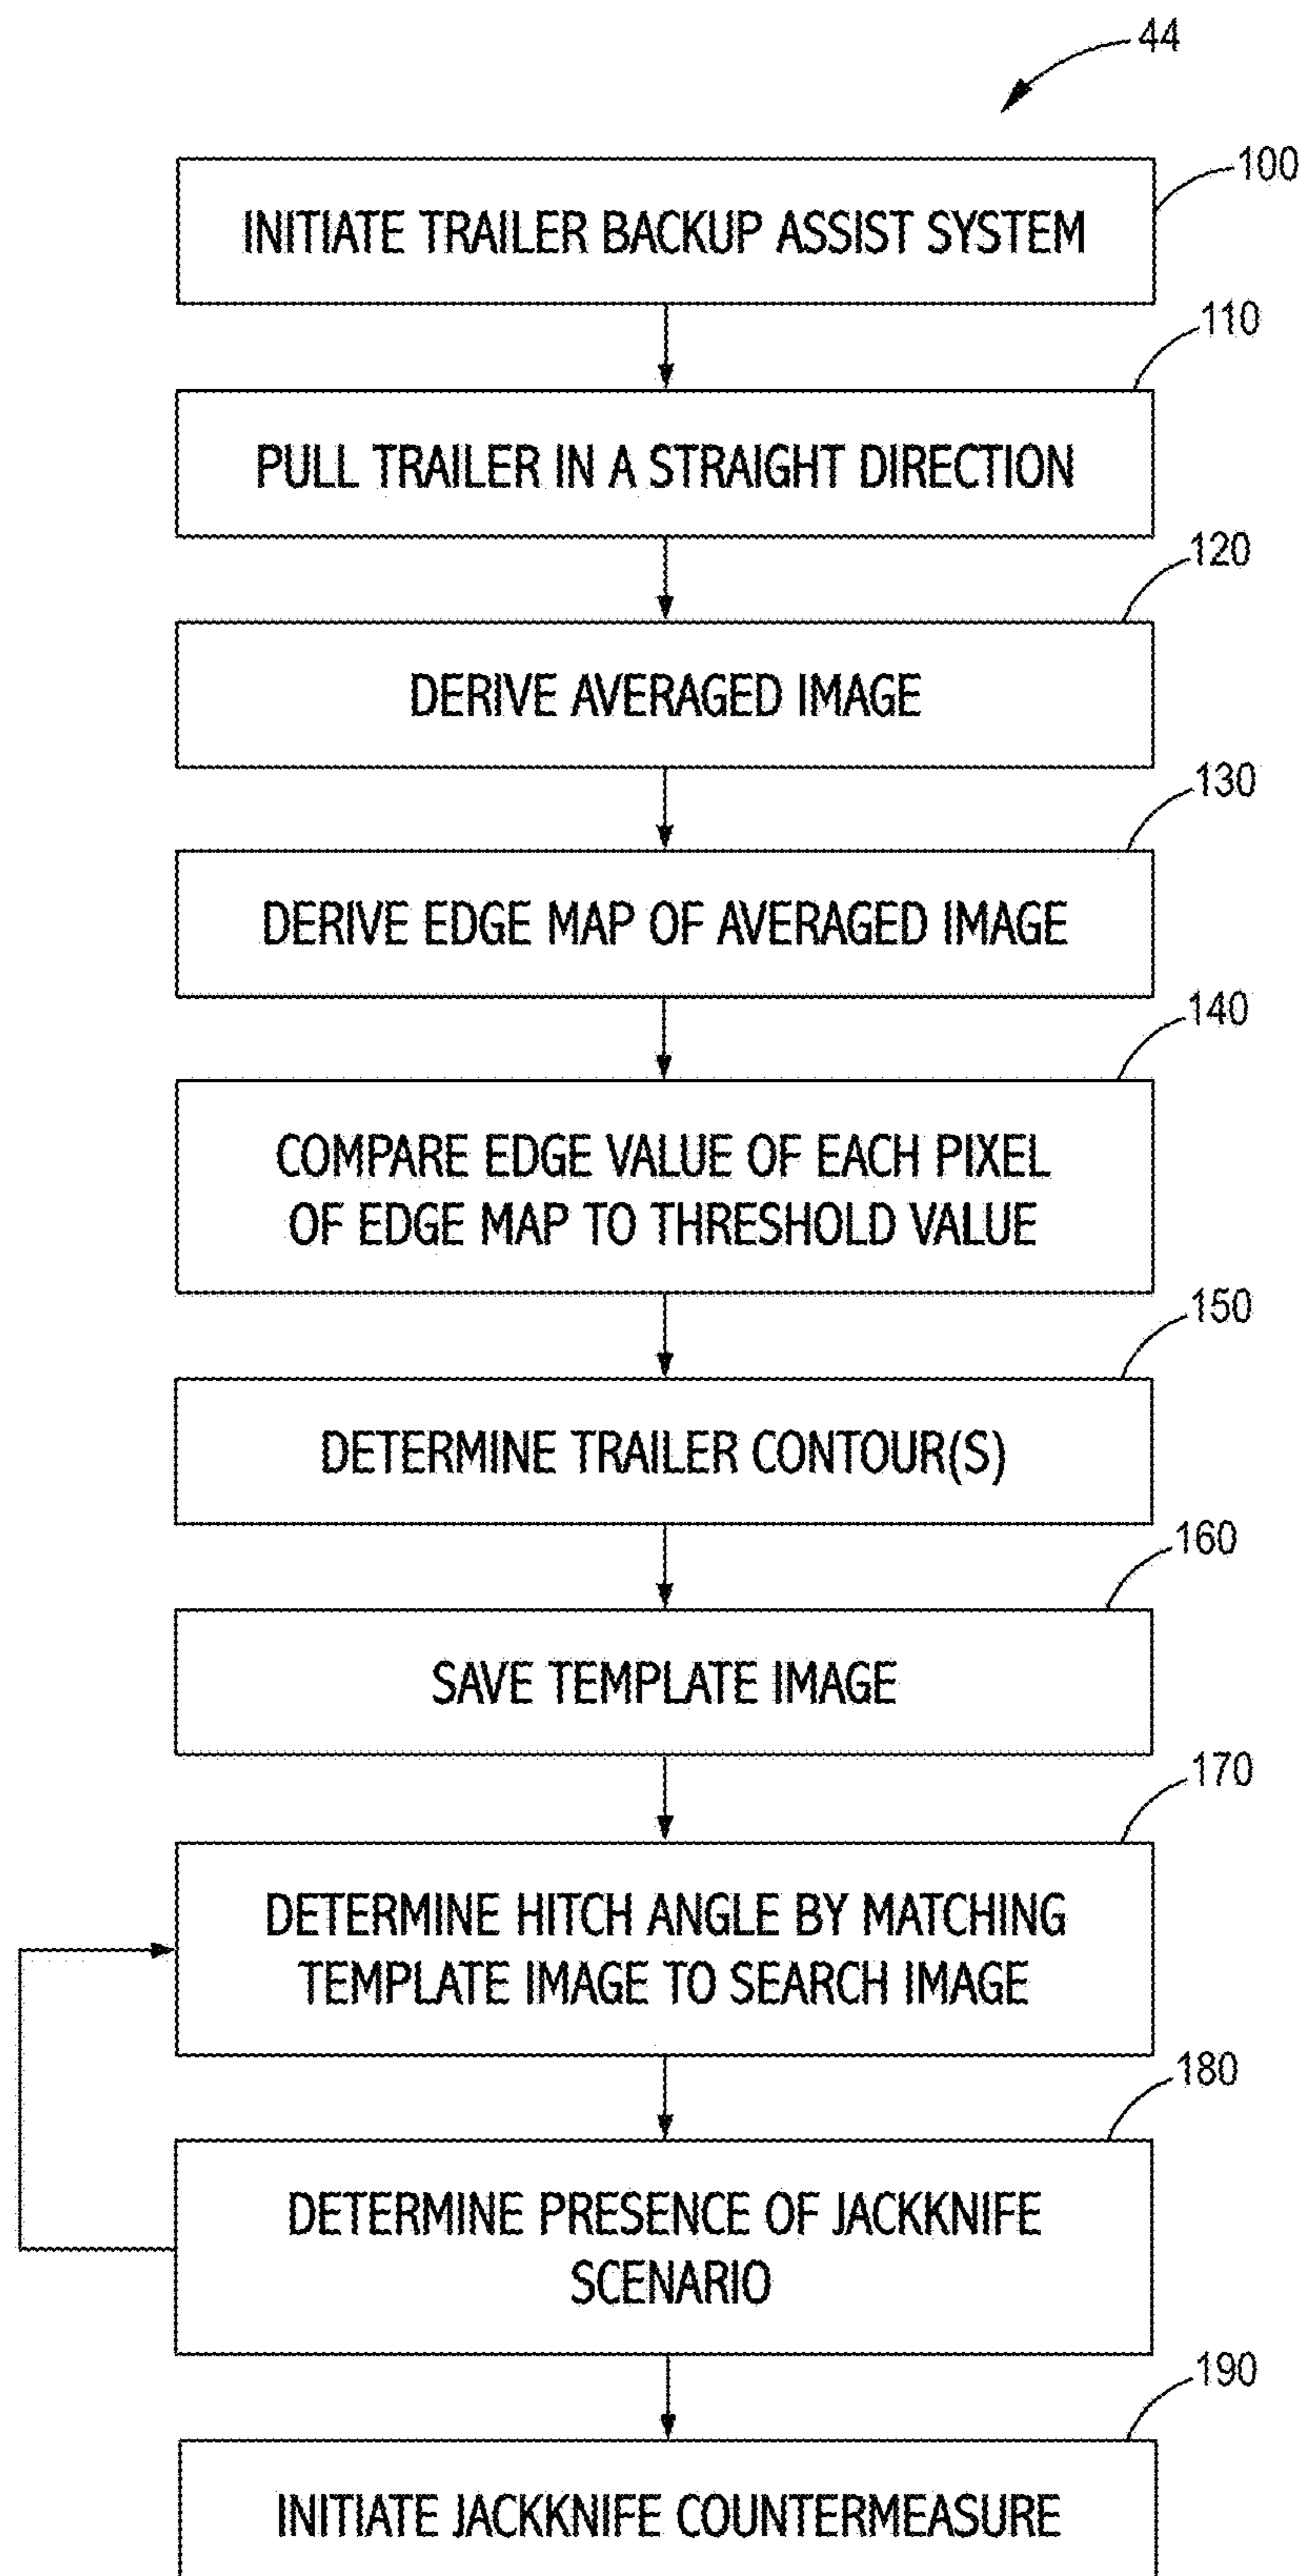 44
100
INITIATE TRAILER BACKUP ASSIST SYSTEM
110
PULL TRAILER IN A STRAIGHT DIRECTION
120
DERIVE AVERAGED IMAGE
130
DERIVE EDGE MAP OF AVERAGED IMAGE
140
COMPARE EDGE VALUE OF EACH PIXEL
OF EDGE MAP TO THRESHOLD VALUE
150
DETERMINE TRAILER CONTOUR(S)
160
SAVE TEMPLATE IMAGE
170
DETERMINE HITCH ANGLE BY MATCHING
TEMPLATE IMAGE TO SEARCH IMAGE
180
DETERMINE PRESENCE OF JACKKNIFE
SCENARIO
190
INITIATE JACKKNIFE COUNTERMEASURE